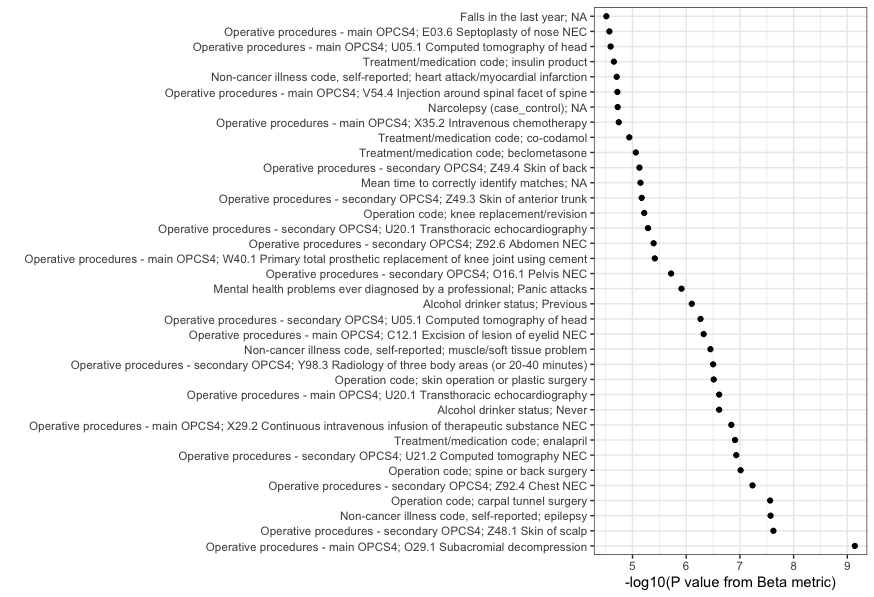 Falls in the last year; NA
Operative procedures - main OPCS4; E03.6 Septoplasty of nose NEC
Operative procedures - main OPCS4; U05.1 Computed tomography of head
Treatment/medication code; insulin product
Non-cancer illness code, self-reported; heart attack/myocardial infarction
Operative procedures - main OPCS4; V54.4 Injection around spinal facet of spine
Narcolepsy (case_control); NA
Operative procedures - main OPCS4; X35.2 Intravenous chemotherapy
Treatment/medication code; co-codamol
Treatment/medication code; beclometasone
Operative procedures - secondary OPCS4; Z49.4 Skin of back
Mean time to correctly identify matches; NA
Operative procedures - secondary OPCS4; Z49.3 Skin of anterior trunk
Operation code; knee replacement/revision
Operative procedures - secondary OPCS4; U20.1 Transthoracic echocardiography
Operative procedures - secondary OPCS4; Z92.6 Abdomen NEC
Operative procedures - main OPCS4; W40.1 Primary total prosthetic replacement of knee joint using cement
Operative procedures - secondary OPCS4; O16.1 Pelvis NEC
Mental health problems ever diagnosed by a professional; Panic attacks
Alcohol drinker status; Previous
Operative procedures - secondary OPCS4; U05.1 Computed tomography of head
Operative procedures - main OPCS4; C12.1 Excision of lesion of eyelid NEC
Non-cancer illness code, self-reported; muscle/soft tissue problem
Operative procedures - secondary OPCS4; Y98.3 Radiology of three body areas (or 20-40 minutes)
Operation code; skin operation or plastic surgery
Operative procedures - main OPCS4; U20.1 Transthoracic echocardiography
Alcohol drinker status; Never
Operative procedures - main OPCS4; X29.2 Continuous intravenous infusion of therapeutic substance NEC
Treatment/medication code; enalapril
Operative procedures - secondary OPCS4; U21.2 Computed tomography NEC
Operation code; spine or back surgery
Operative procedures - secondary OPCS4; Z92.4 Chest NEC
Operation code; carpal tunnel surgery
Non-cancer illness code, self-reported; epilepsy
Operative procedures - secondary OPCS4; Z48.1 Skin of scalp
Operative procedures - main OPCS4; O29.1 Subacromial decompression
5 6 7 8 9
-log10(P value from Beta metric)